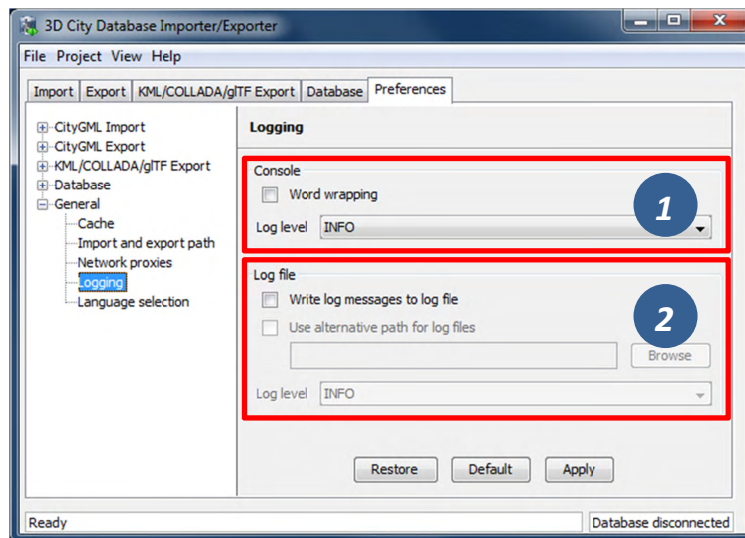 3D City Database Importer/Exporter
File Project View Help
Import Export KML/COLLADA/glTF Export Database Preferences
CityGML Import
CityGML Export
KML/COLLADA/glTF Export
Database
General
Cache
Import and export path
Network proxies
Logging
Language selection
Logging
Console
Word wrapping
1
Log level INFO
Log file
Write log messages to log file
Use alternative path for log files
2
Browse
Log level INFO
Restore Default Apply
Ready Database disconnected